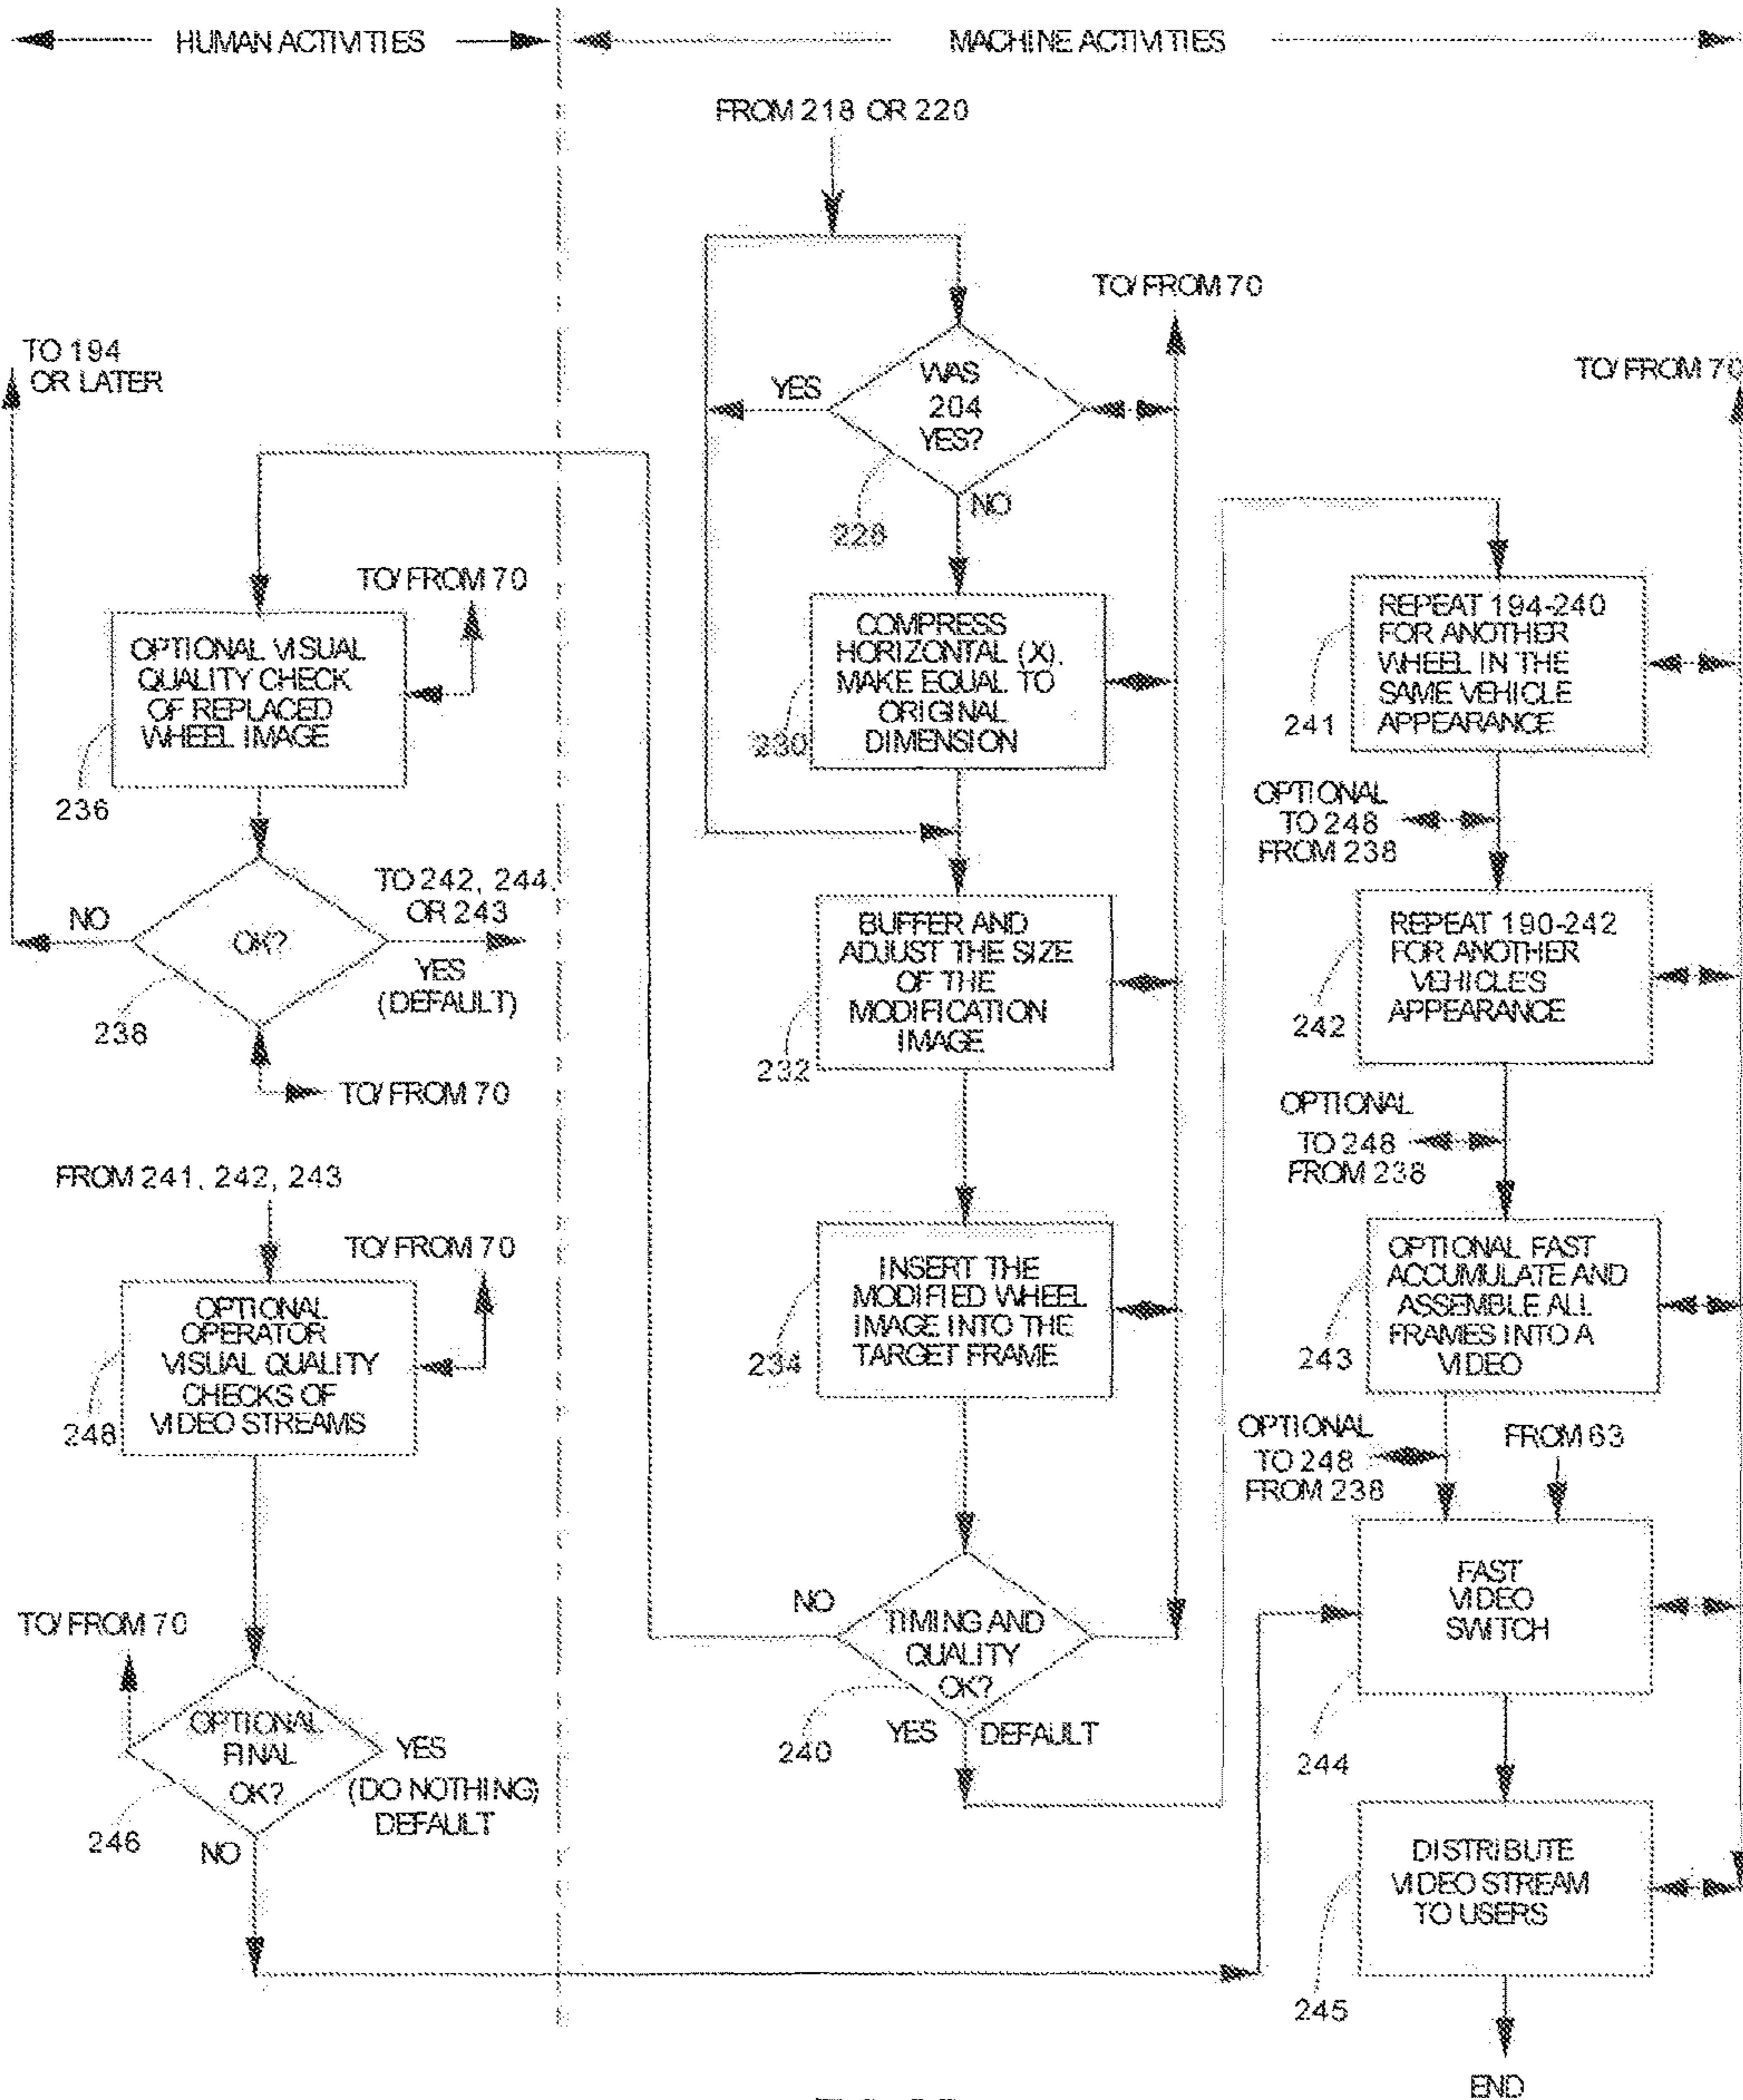 HUMAN ACTIVITIES
MACHINE ACTIVITIES
FROM 218 OR 220
TO/FROM 70
TO 194
OR LATER
TO/FROM 70
WAS
204
YES?
YES
NO
228
TO/FROM 70
OPTIONAL VISUAL
QUALITY CHECK
OF REPLACED
WHEEL IMAGE
236
COMPRESS
HORIZONTAL (X),
MAKE EQUAL TO
ORIGINAL
DIMENSION
230
REPEAT 194-240
FOR ANOTHER
WHEEL IN THE
SAME VEHICLE
APPEARANCE
241
OPTIONAL
TO 248
FROM 238
OK?
NO
TO 242, 244,
OR 243
YES
(DEFAULT)
238
TO/FROM 70
BUFFER AND
ADJUST THE SIZE
OF THE
MODIFICATION
IMAGE
232
REPEAT 190-242
FOR ANOTHER
VEHICLE'S
APPEARANCE
242
OPTIONAL
TO 248
FROM 238
FROM 241, 242, 243
TO/FROM 70
OPTIONAL
OPERATOR
VISUAL QUALITY
CHECKS OF
VIDEO STREAMS
248
INSERT THE
MODIFIED WHEEL
IMAGE INTO THE
TARGET FRAME
234
OPTIONAL FAST
ACCUMULATE AND
ASSEMBLE ALL
FRAMES INTO A
VIDEO
243
OPTIONAL
TO 248
FROM 238
FROM 63
TO/FROM 70
OPTIONAL
FINAL
OK?
YES
(DO NOTHING)
DEFAULT
246
NO
NO
TIMING AND
QUALITY
OK?
240
YES
DEFAULT
FAST
VIDEO
SWITCH
244
DISTRIBUTE
VIDEO STREAM
TO USERS
245
END